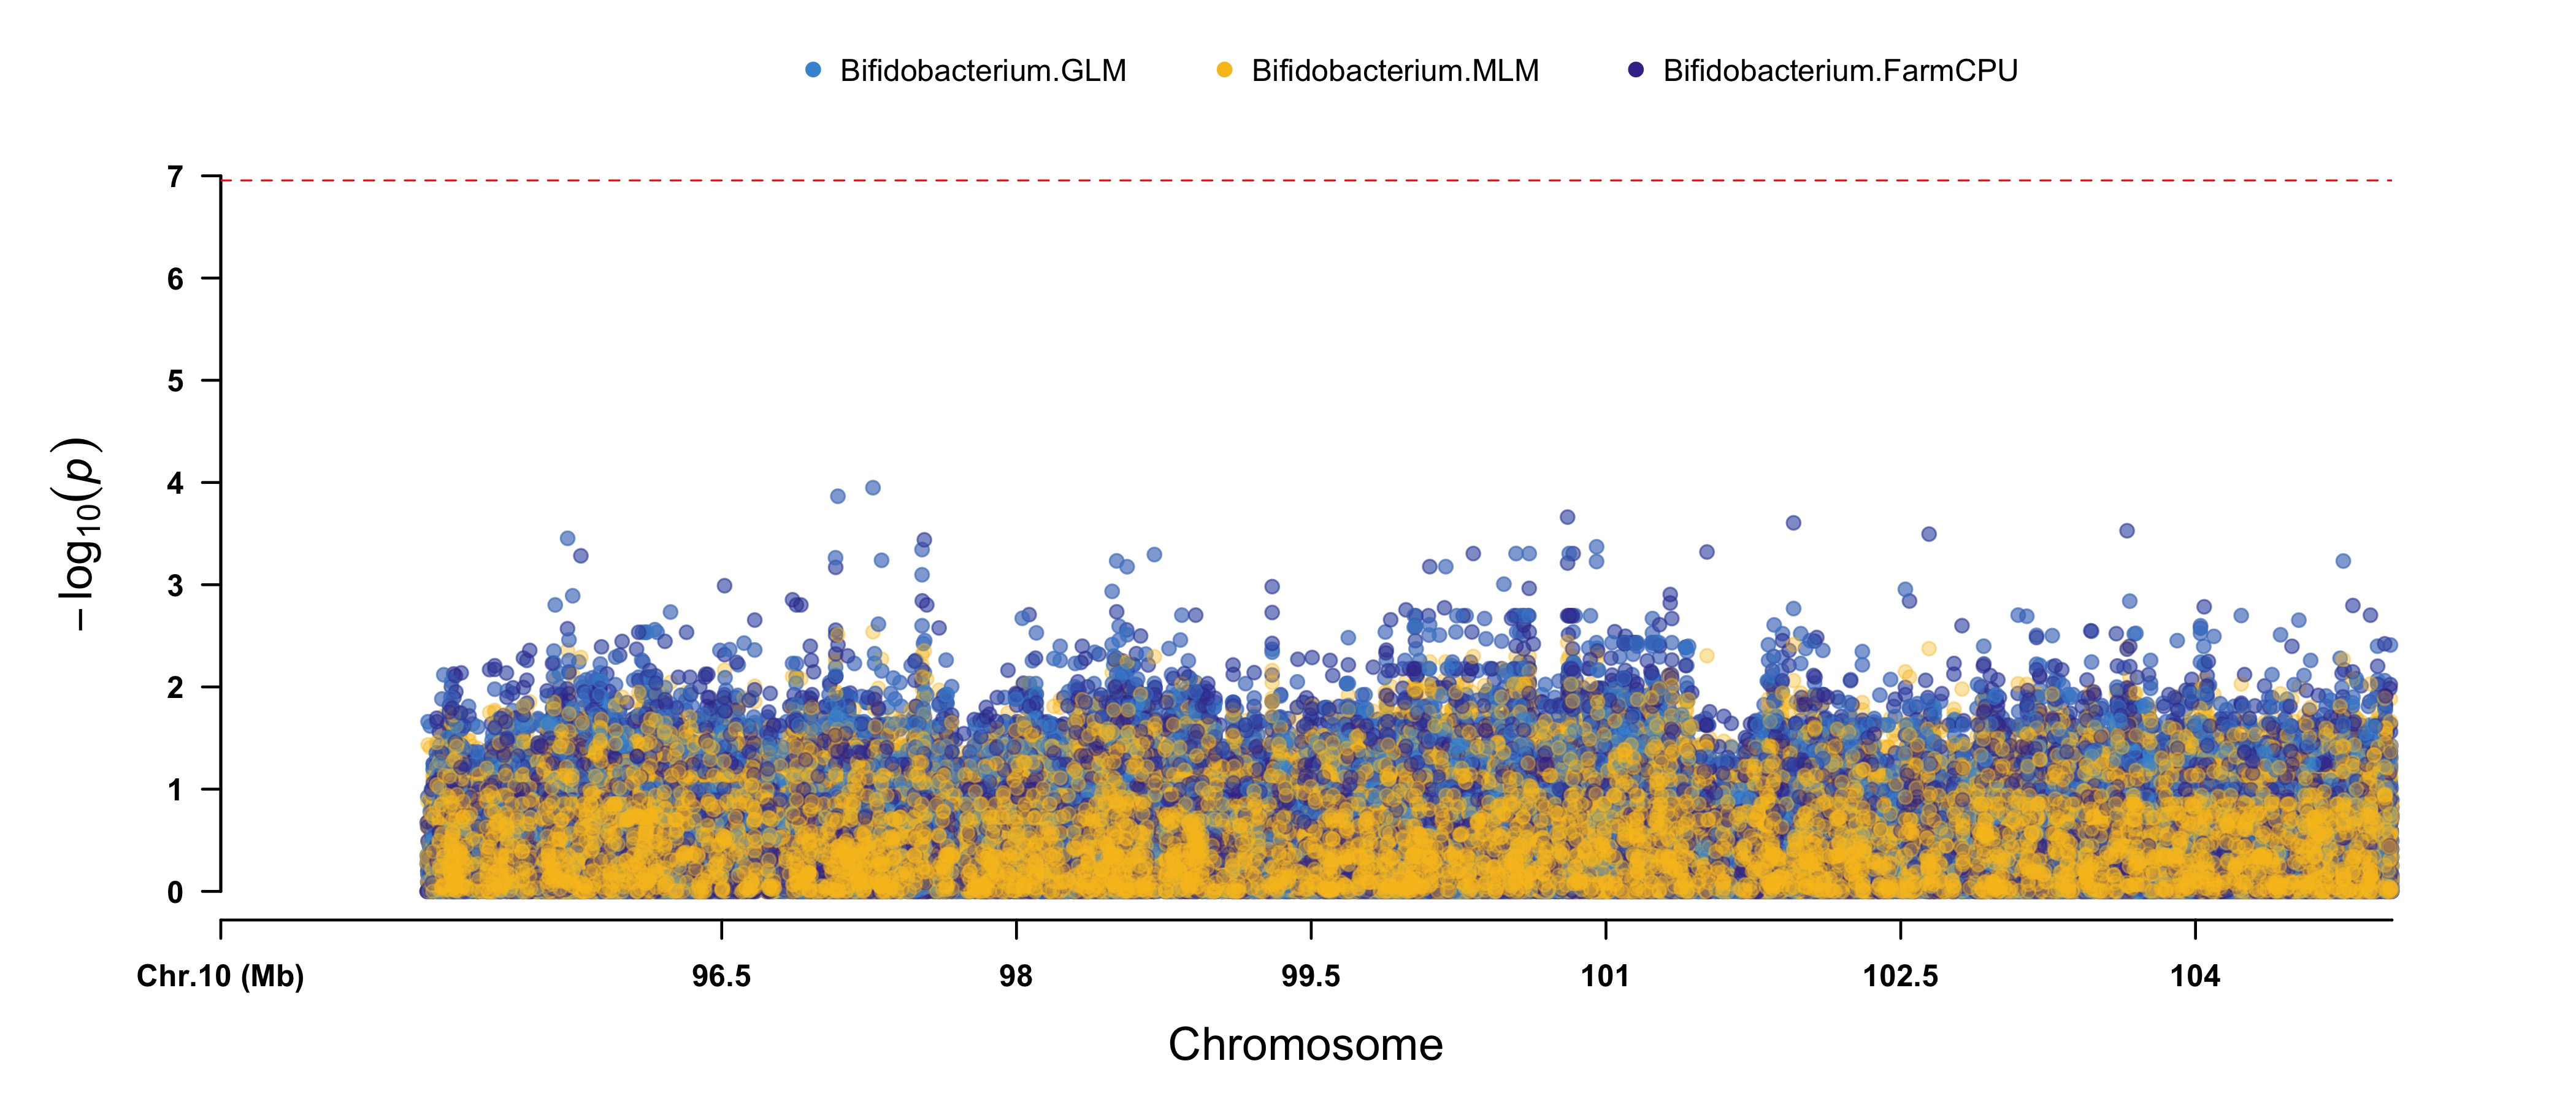 Bifidobacterium.GLM Bifidobacterium.MLM Bifidobacterium.FarmCPU
7
6
5
4
3
2
1
0
−log10(p)
Chr.10 (Mb) 96.5 98 99.5 101 102.5 104
Chromosome